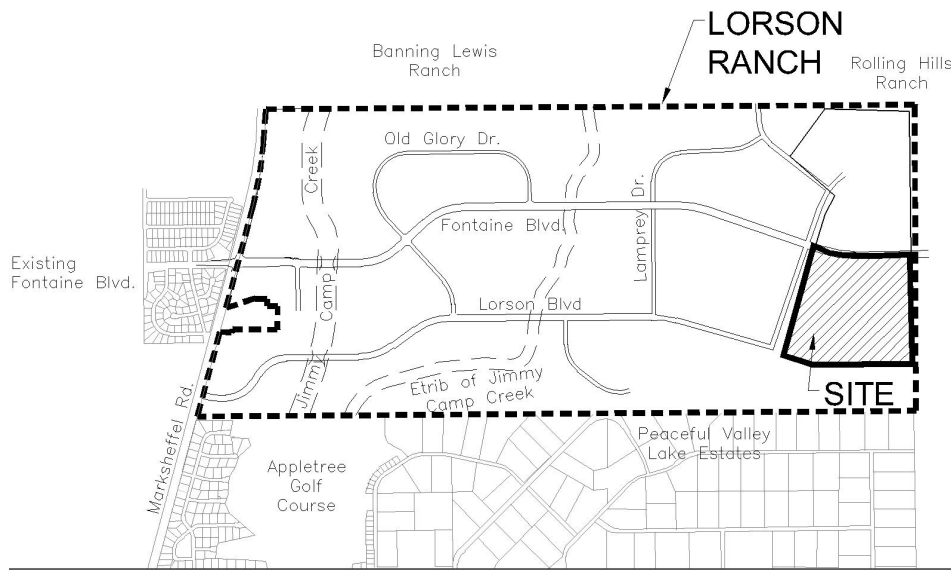 LORSON
RANCH
Banning Lewis
Ranch
Rolling Hills
Ranch
Old Glory Dr.
Creek
Lamprey Dr.
Fontaine Blvd.
Existing
Fontaine Blvd.
Camp
Lorson Blvd
Jimmy
Etrib of Jimmy
Camp Creek
SITE
Marksheffel Rd.
Appletree
Golf
Course
Peaceful Valley
Lake Estates